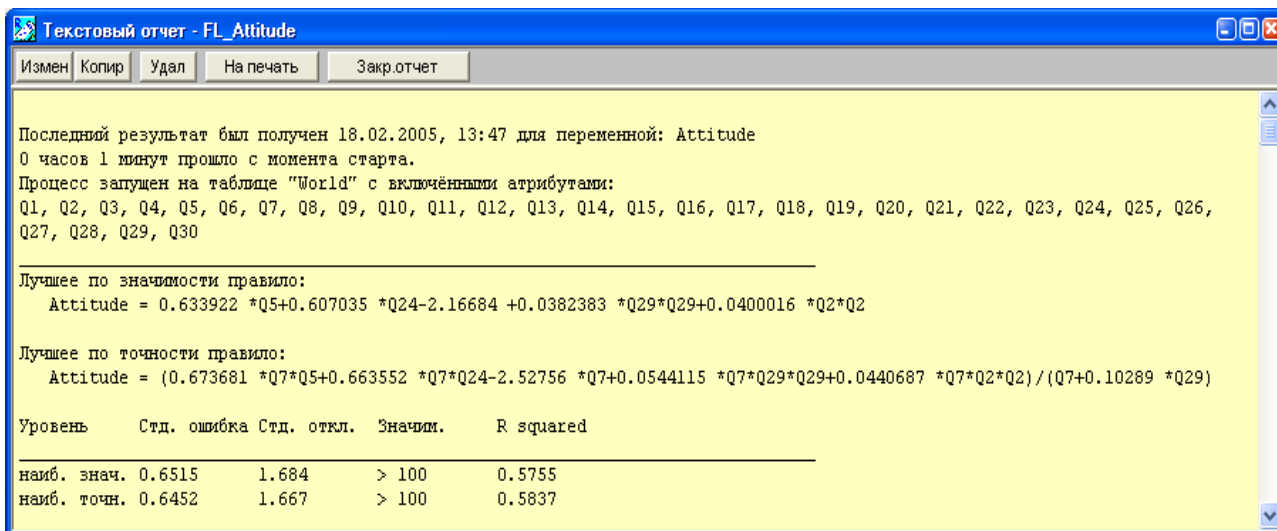 Текстовый отчет - FL_Attitude
Измен Копир Удал На печать Закр.отчет
Последний результат был получен 18.02.2005, 13:47 для переменной: Attitude
0 часов 1 минут прошло с момента старта.
Процесс запущен на таблице "World" с включёнными атрибутами:
Q1, Q2, Q3, Q4, Q5, Q6, Q7, Q8, Q9, Q10, Q11, Q12, Q13, Q14, Q15, Q16, Q17, Q18, Q19, Q20, Q21, Q22, Q23, Q24, Q25, Q26,
Q27, Q28, Q29, Q30
Лучшее по значимости правило:
Attitude = 0.633922 *Q5+0.607035 *Q24-2.16684 +0.0382383 *Q29*Q29+0.0400016 *Q2*Q2
Лучшее по точности правило:
Attitude = (0.673681 *Q7*Q5+0.663552 *Q7*Q24-2.52756 *Q7+0.0544115 *Q7*Q29*Q29+0.0440687 *Q7*Q2*Q2)/(Q7+0.10289 *Q29)
Уровень Стд. ошибка Стд. откл. Значим. R squared
наиб. знач. 0.6515 1.684 > 100 0.5755
наиб. точн. 0.6452 1.667 > 100 0.5837